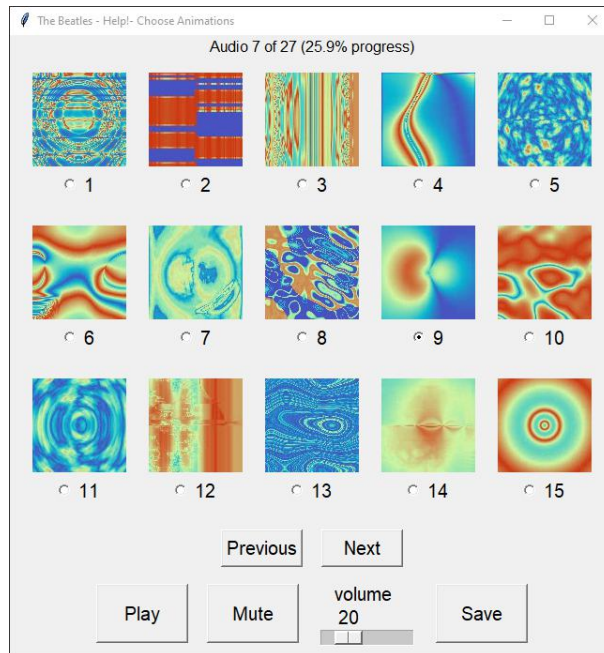 The Beatles - Help!- Choose Animations
Audio 7 of 27 (25.9% progress)
1 2 3 4 5
6 7 8 9 10
11 12 13 14 15
Previous Next
volume
Play Mute 20 Save